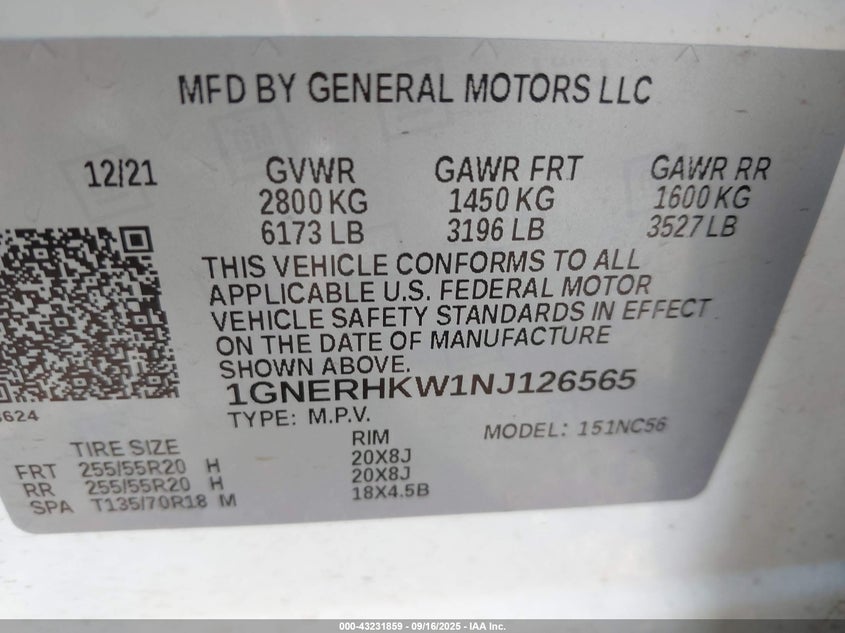 MFD BY GENERAL MOTORS LLC
12/21 GVWR GAWR FRT GAWR RR
2800 KG 1450 KG 1600 KG
6173 LB 3196 LB 3527 LB
THIS VEHICLE CONFORMS TO ALL
APPLICABLE U.S. FEDERAL MOTOR
VEHICLE SAFETY STANDARDS IN EFFECT
ON THE DATE OF MANUFACTURE
SHOWN ABOVE.
1GNERHKW1NJ126565
TYPE: M.P.V. MODEL: 151NC56
TIRE SIZE RIM
FRT 255/55R20 H 20X8J
RR 255/55R20 H 20X8J
SPA T135/70R18 M 18X4.5B
000-43231859 - 09/16/2025 - IAA Inc.